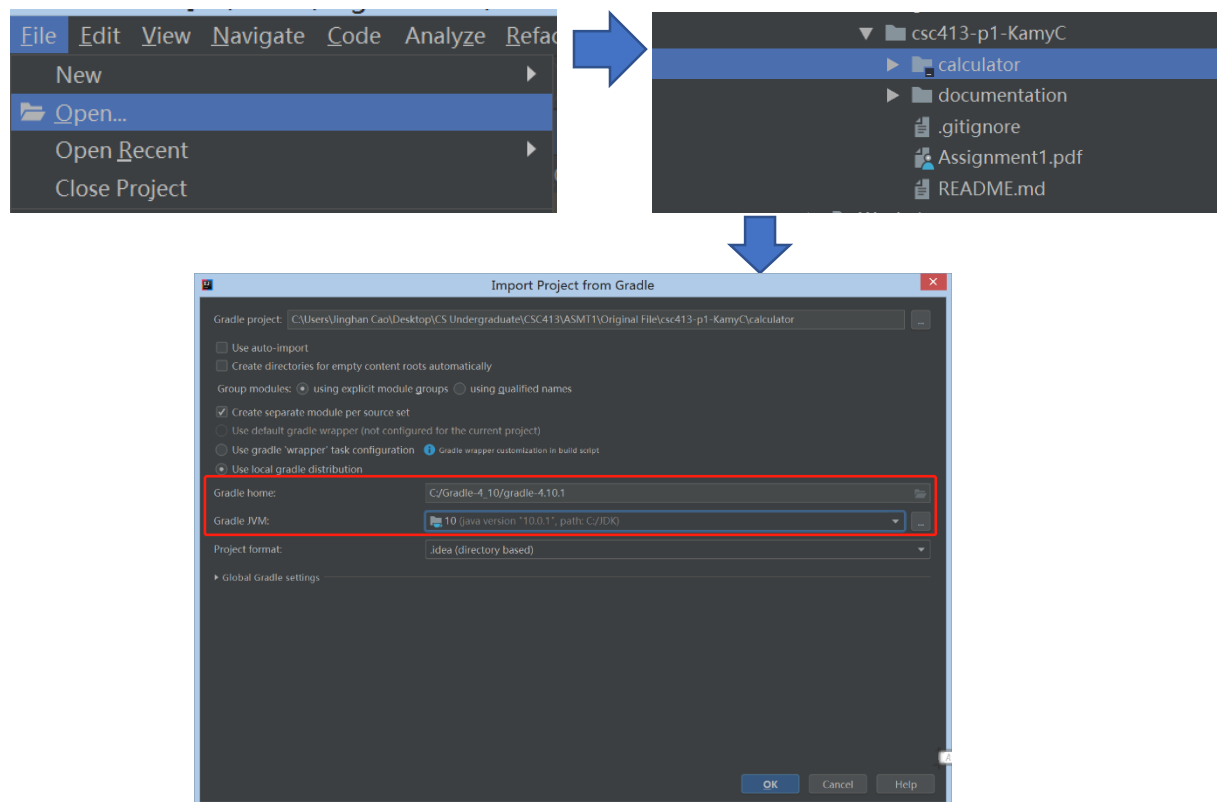 File Edit View Navigate Code Analyze Refac
New
Open...
Open Recent
Close Project
csc413-p1-KamyC
calculator
documentation
.gitignore
Assignment1.pdf
README.md
Import Project from Gradle
Gradle project: C:\Users\Jinghan Cao\Desktop\CS Undergraduate\CSC413\ASMT1\Original File\csc413-p1-KamyC\calculator ...
Use auto-import
Create directories for empty content roots automatically
Group modules: using explicit module groups using qualified names
Create separate module per source set
Use default gradle wrapper (not configured for the current project)
Use gradle 'wrapper' task configuration Gradle wrapper customization in build script
Use local gradle distribution
Gradle home: C:/Gradle-4_10/gradle-4.10.1
Gradle JVM: 10 (java version "10.0.1", path: C:/JDK) ...
Project format: .idea (directory based)
Global Gradle settings
OK Cancel Help